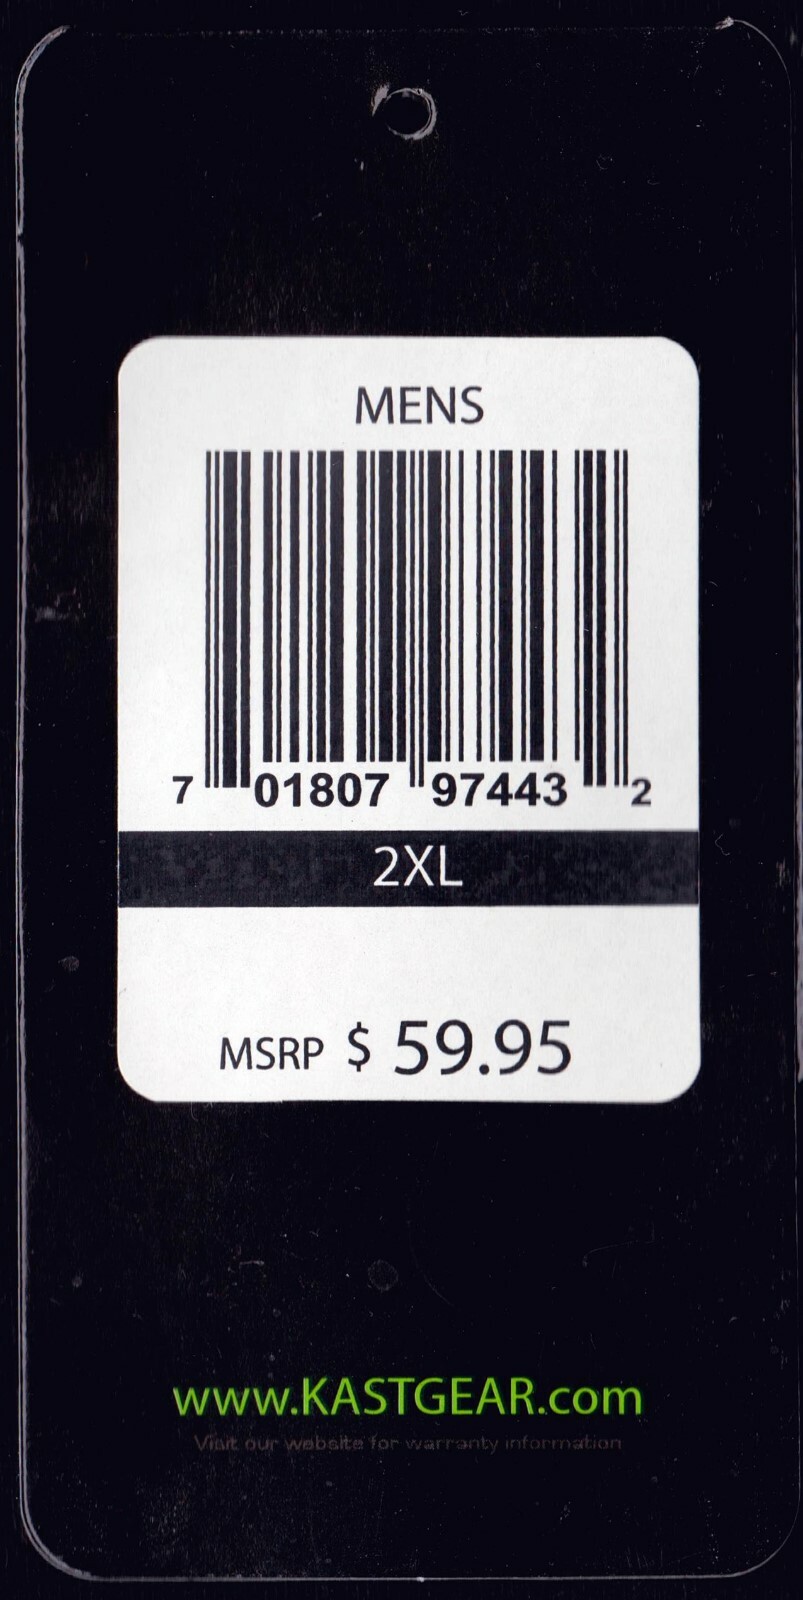 MENS
7 01807 97443 2
2XL
MSRP $ 59.95
www.KASTGEAR.com
Visit our website for warranty information